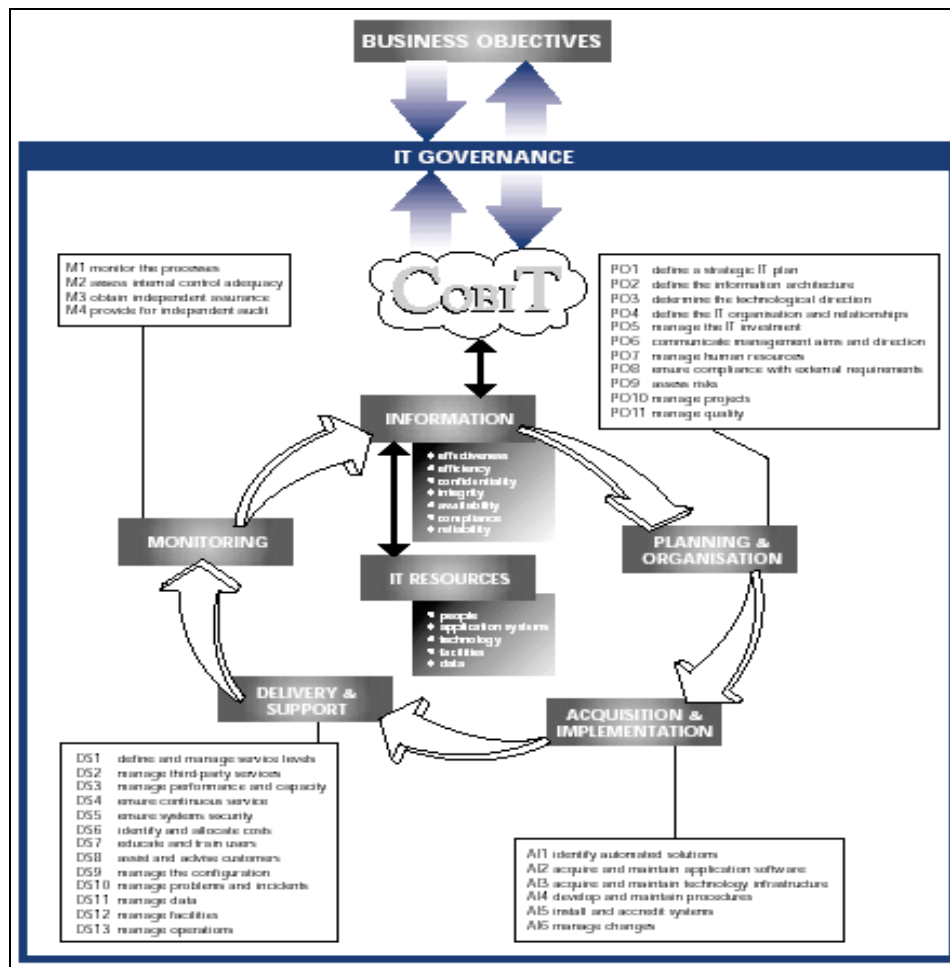 BUSINESS OBJECTIVES
IT GOVERNANCE
COBIT
M1 monitor the processes
M2 assess internal control adequacy
M3 obtain independent assurance
M4 provide for independent audit
PO1 define a strategic IT plan
PO2 define the information architecture
PO3 determine the technological direction
PO4 define the IT organisation and relationships
PO5 manage the IT investment
PO6 communicate management aims and direction
PO7 manage human resources
PO8 ensure compliance with external requirements
PO9 assess risks
PO10 manage projects
PO11 manage quality
INFORMATION
effectiveness
efficiency
confidentiality
integrity
availability
compliance
reliability
MONITORING
PLANNING &
ORGANISATION
IT RESOURCES
people
application systems
technology
facilities
data
DELIVERY &
SUPPORT
ACQUISITION &
IMPLEMENTATION
DS1 define and manage service levels
DS2 manage third-party services
DS3 manage performance and capacity
DS4 ensure continuous service
DS5 ensure systems security
DS6 identify and allocate costs
DS7 educate and train users
DS8 assist and advise customers
DS9 manage the configuration
DS10 manage problems and incidents
DS11 manage data
DS12 manage facilities
DS13 manage operations
AI1 identify automated solutions
AI2 acquire and maintain application software
AI3 acquire and maintain technology infrastructure
AI4 develop and maintain procedures
AI5 install and accredit systems
AI6 manage changes